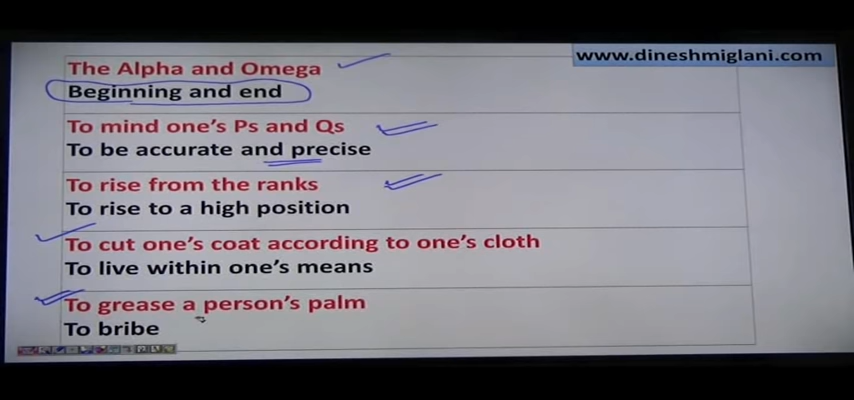 www.dineshmiglani.com
The Alpha and Omega
Beginning and end
To mind one's Ps and Qs
To be accurate and precise
To rise from the ranks
To rise to a high position
To cut one's coat according to one's cloth
To live within one's means
To grease a person's palm
To bribe